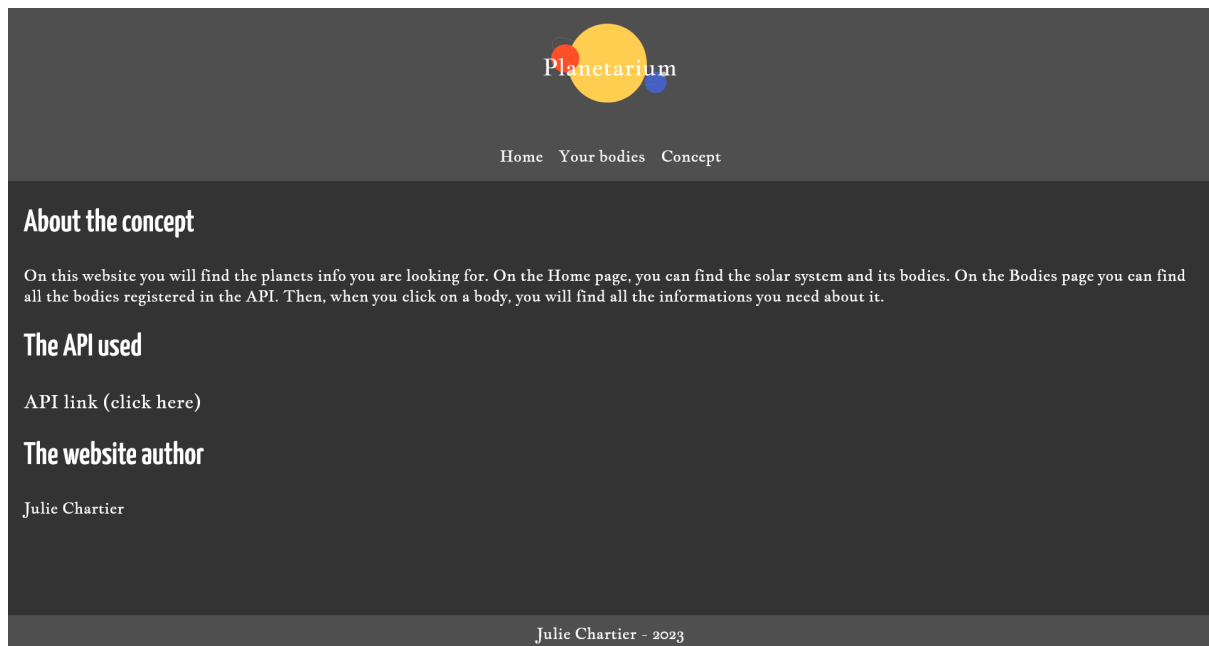 Planetarium
Home Your bodies Concept
About the concept
On this website you will find the planets info you are looking for. On the Home page, you can find the solar system and its bodies. On the Bodies page you can find
all the bodies registered in the API. Then, when you click on a body, you will find all the informations you need about it.
The API used
API link (click here)
The website author
Julie Chartier
Julie Chartier - 2023